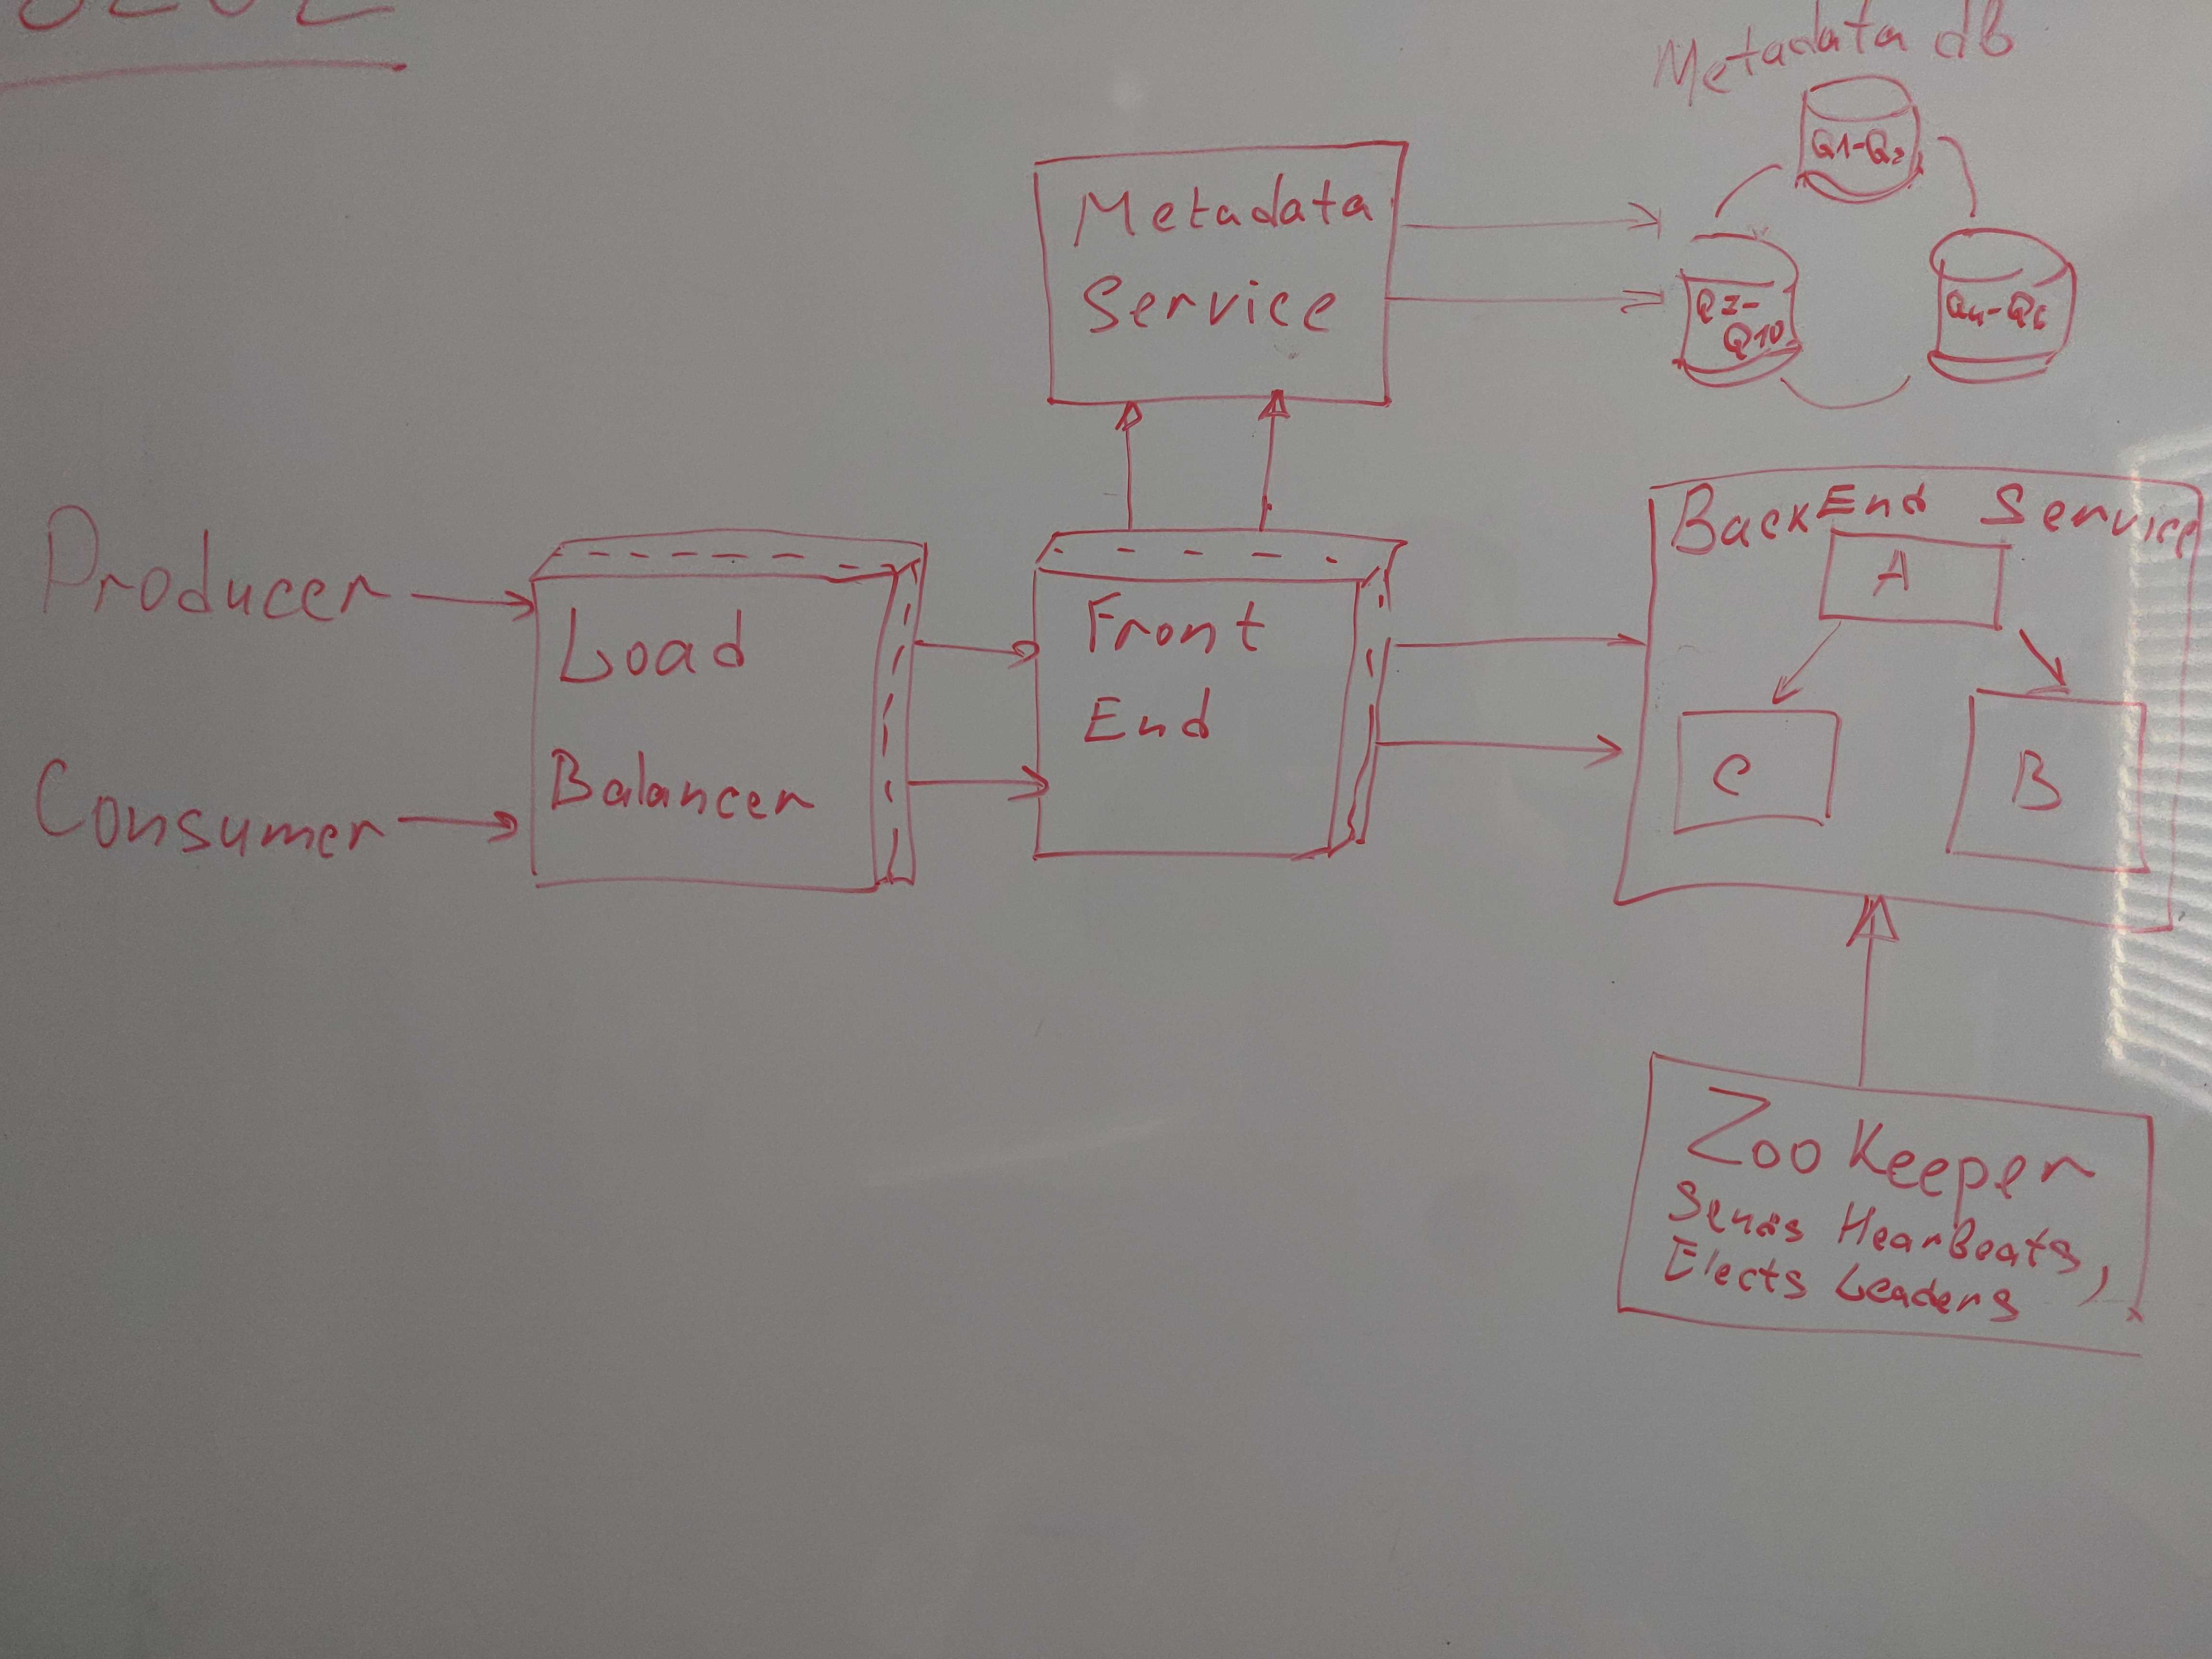 Metadata db
Q1-Q2
Metadata
Service
Q7-
Q10
Q4-Q6
BackEnd Service
A
Producer
Load
Balancer
Front
End
C
B
Consumer
ZooKeeper
Sends HearBeats,
Elects Leaders